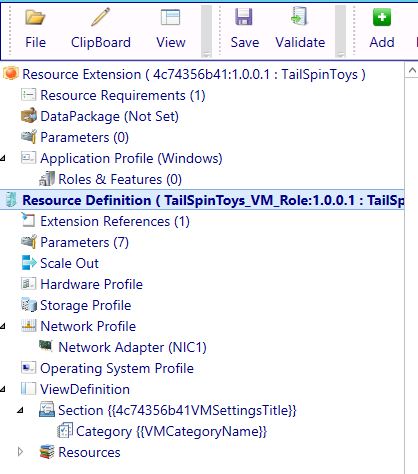 File ClipBoard View Save Validate Add
Resource Extension ( 4c74356b41:1.0.0.1 : TailSpinToys )
Resource Requirements (1)
DataPackage (Not Set)
Parameters (0)
Application Profile (Windows)
Roles & Features (0)
Resource Definition ( TailSpinToys_VM_Role:1.0.0.1 : TailSp
Extension References (1)
Parameters (7)
Scale Out
Hardware Profile
Storage Profile
Network Profile
Network Adapter (NIC1)
Operating System Profile
ViewDefinition
Section {{4c74356b41VMSettingsTitle}}
Category {{VMCategoryName}}
Resources